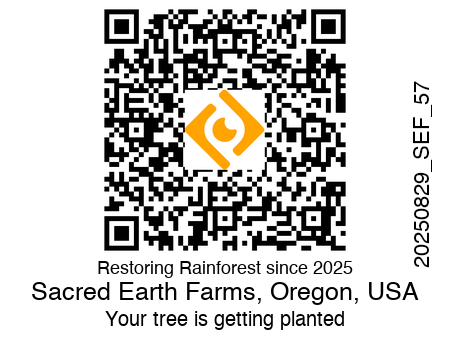 Restoring Rainforest since 2025
Sacred Earth Farms, Oregon, USA
Your tree is getting planted
20250829_SEF_57